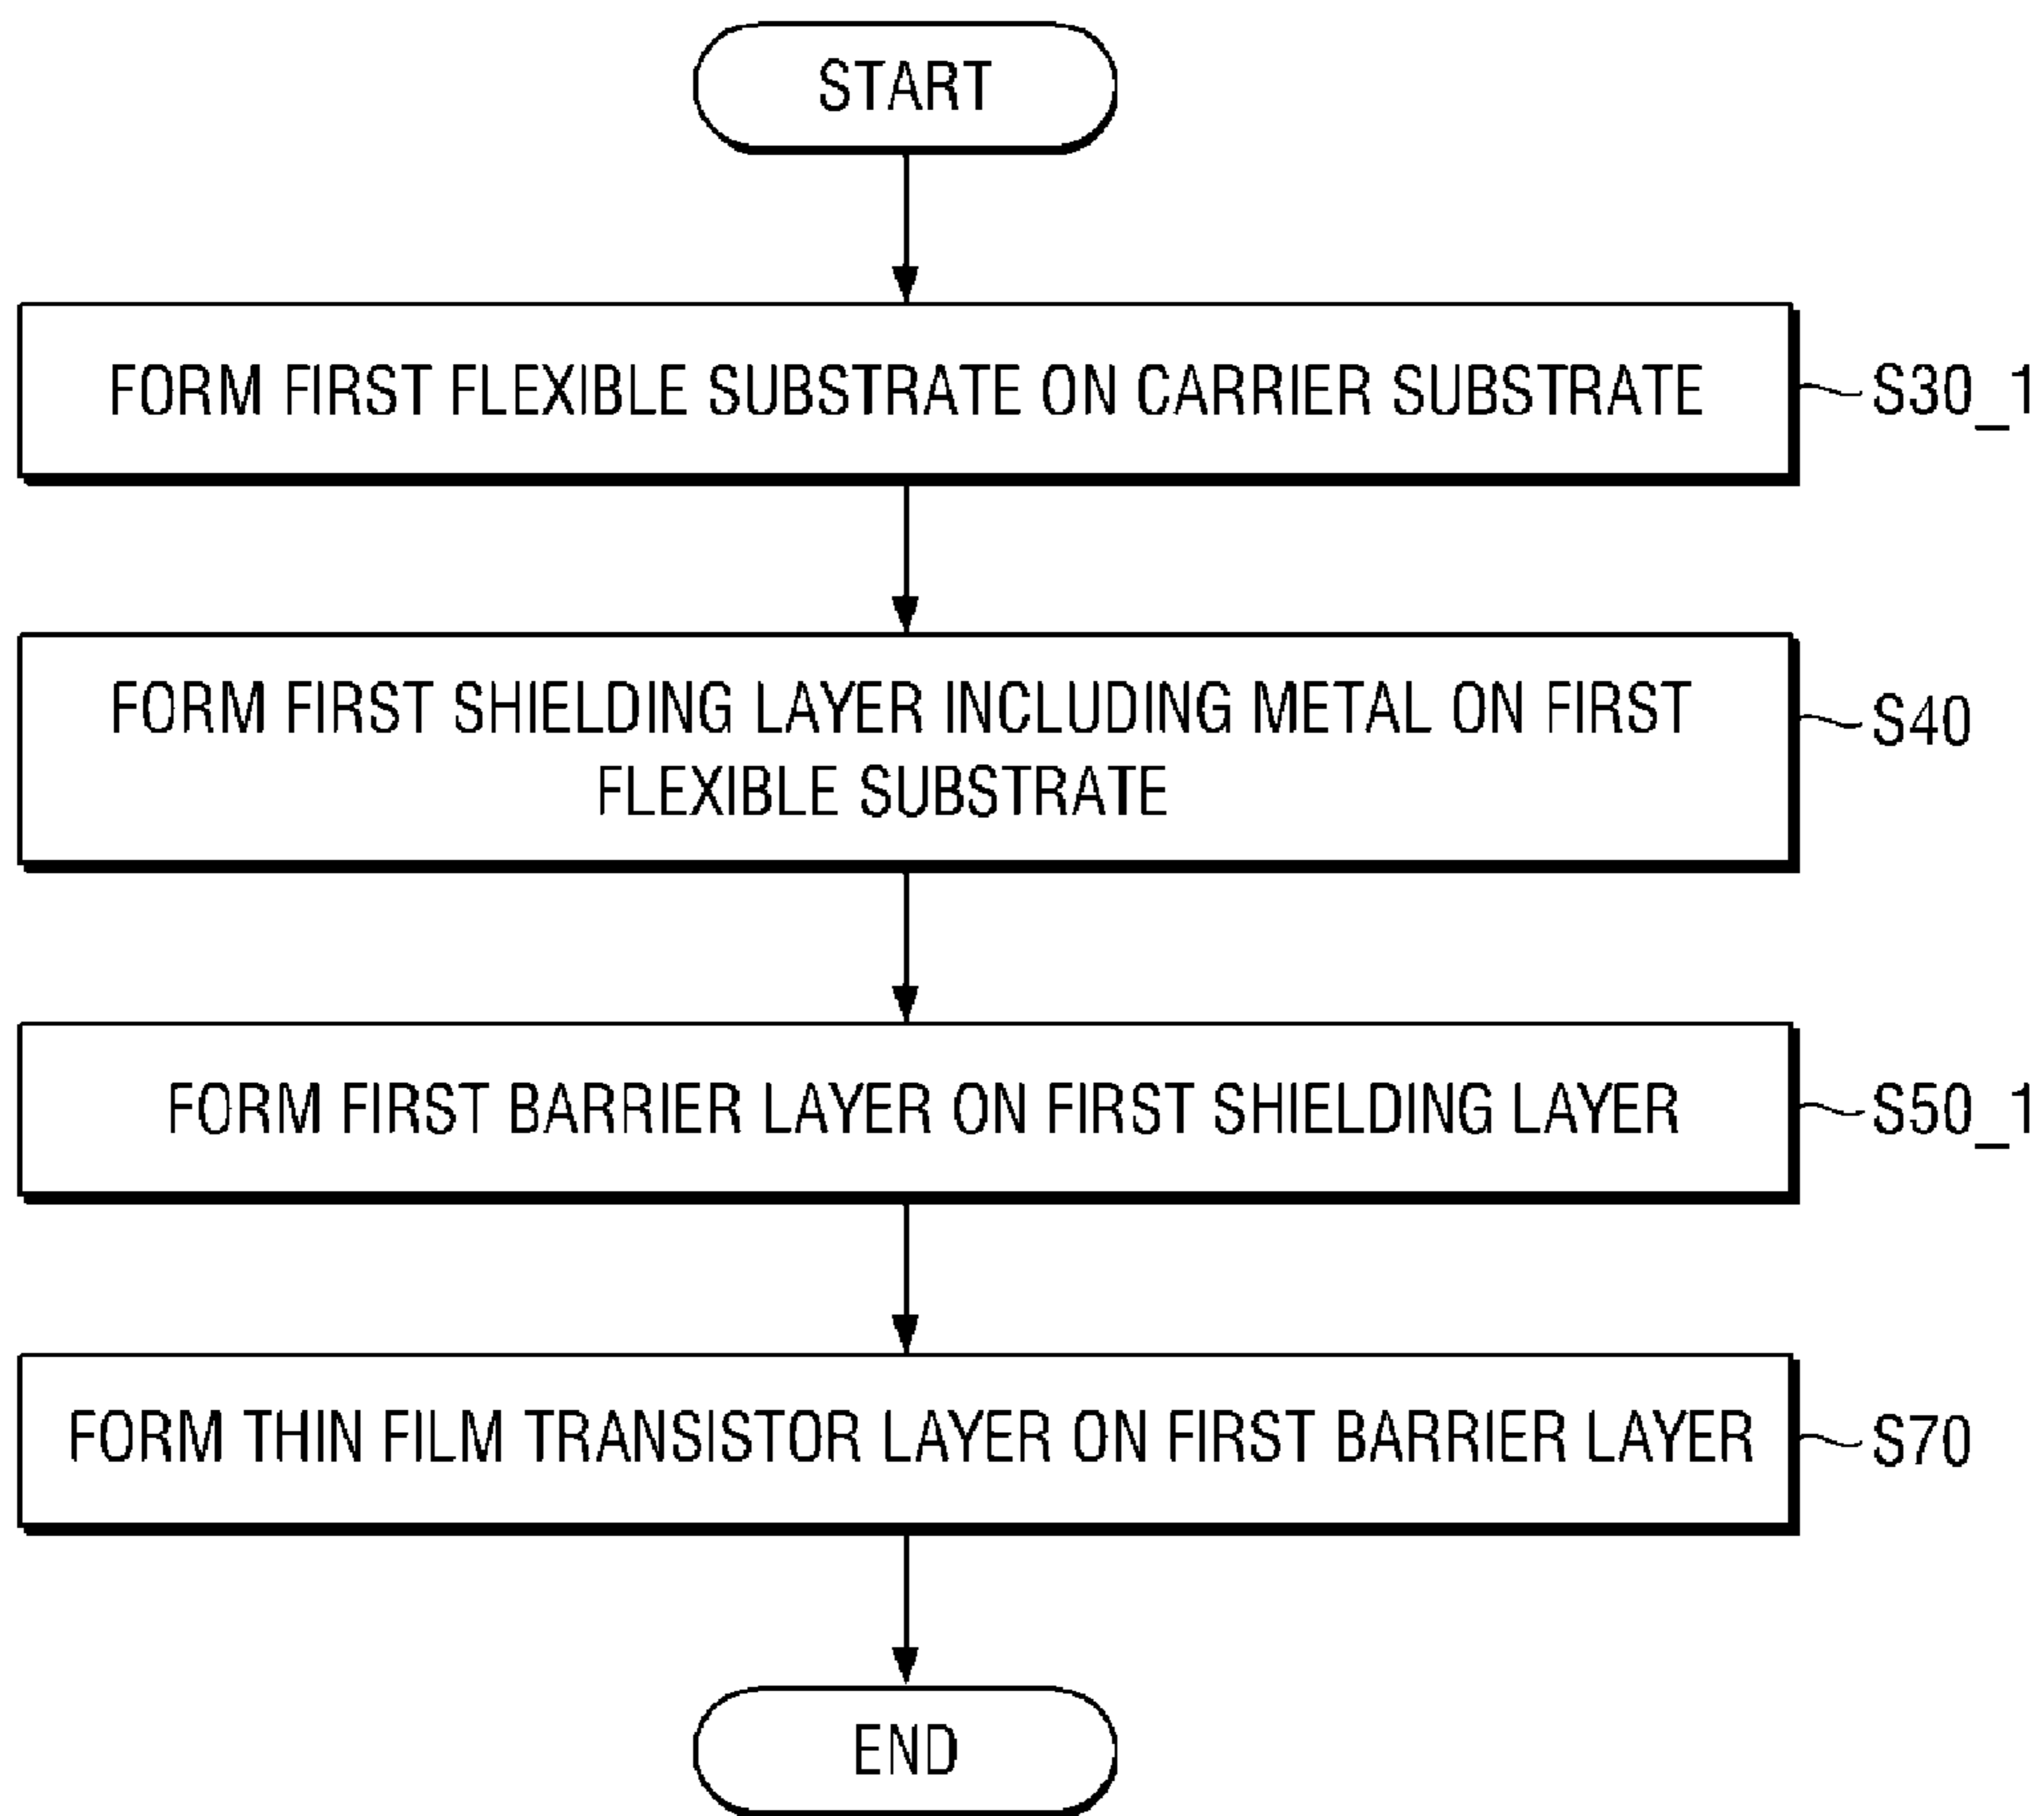 START
FORM FIRST FLEXIBLE SUBSTRATE ON CARRIER SUBSTRATE
S30_1
FORM FIRST SHIELDING LAYER INCLUDING METAL ON FIRST
FLEXIBLE SUBSTRATE
S40
FORM FIRST BARRIER LAYER ON FIRST SHIELDING LAYER
S50_1
FORM THIN FILM TRANSISTOR LAYER ON FIRST BARRIER LAYER
S70
END